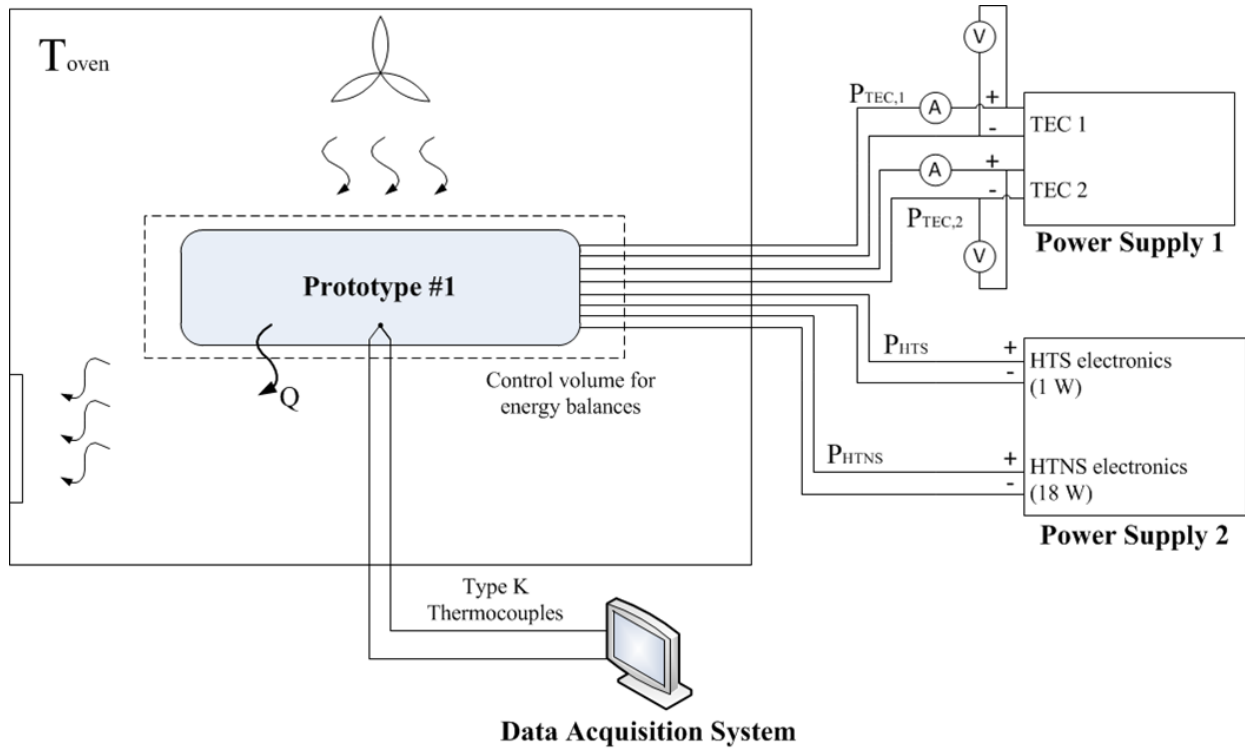 Toven
V
PTEC,1
A
+
-
TEC 1
A
+
-
TEC 2
PTEC,2
V
Power Supply 1
Prototype #1
Q
Control volume for
energy balances
PHTS
+
-
HTS electronics
(1 W)
PHTNS
+
-
HTNS electronics
(18 W)
Power Supply 2
Type K
Thermocouples
Data Acquisition System